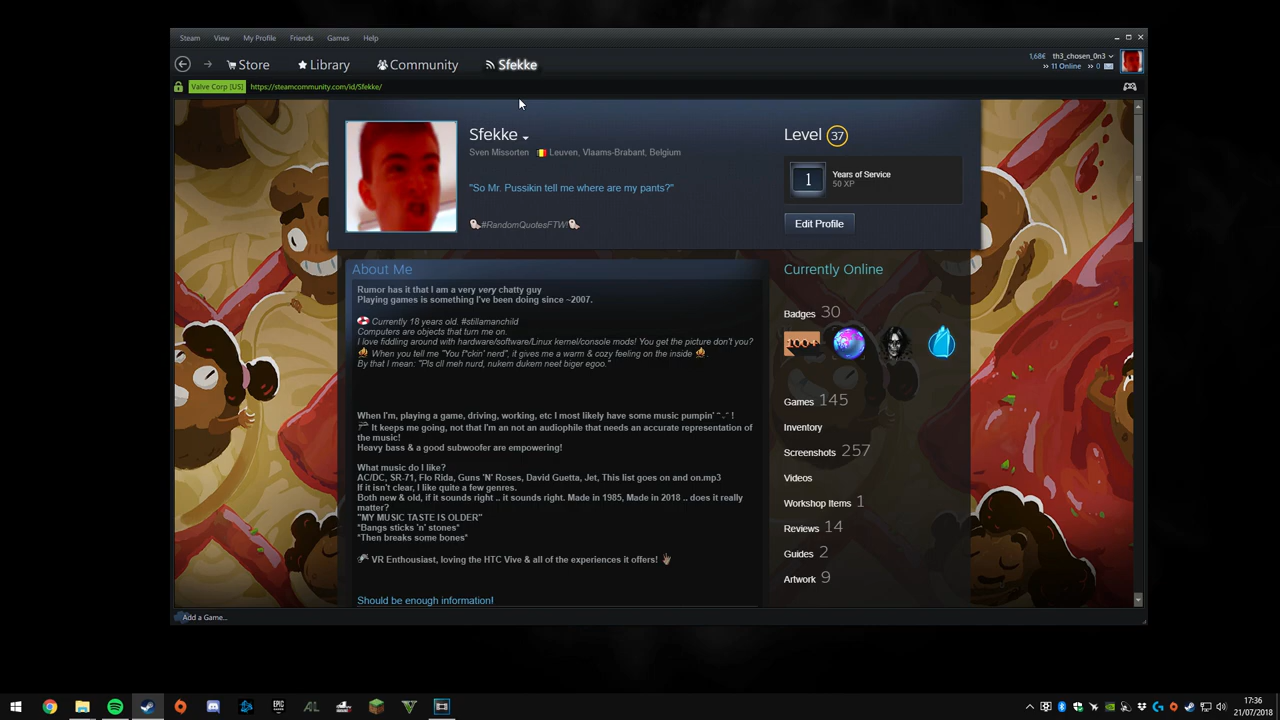 Steam View My Profile Friends Games Help
Store Library Community Sfekke
1,68€ th3_chosen_0n3
>> 11 Online >> 0
Valve Corp [US] https://steamcommunity.com/id/Sfekke/
Sfekke
Sven Missorten Leuven, Vlaams-Brabant, Belgium
"So Mr. Pussikin tell me where are my pants?"
#RandomQuotesFTW!
Level 37
1 Years of Service
50 XP
Edit Profile
About Me
Rumor has it that I am a very very chatty guy
Playing games is something I've been doing since ~2007.
Currently 18 years old. #stillamanchild
Computers are objects that turn me on.
I love fiddling around with hardware/software/Linux kernel/console mods! You get the picture don't you?
When you tell me "You f*ckin' nerd", it gives me a warm & cozy feeling on the inside .
By that I mean: "Pls cll meh nurd, nukem dukem neet biger egoo."
When I'm, playing a game, driving, working, etc I most likely have some music pumpin' ˜˘˜ !
It keeps me going, not that I'm an not an audiophile that needs an accurate representation of
the music!
Heavy bass & a good subwoofer are empowering!
What music do I like?
AC/DC, SR-71, Flo Rida, Guns 'N' Roses, David Guetta, Jet, This list goes on and on.mp3
If it isn't clear, I like quite a few genres.
Both new & old, if it sounds right .. it sounds right. Made in 1985, Made in 2018 .. does it really
matter?
"MY MUSIC TASTE IS OLDER"
*Bangs sticks 'n' stones*
*Then breaks some bones*
VR Enthusiast, loving the HTC Vive & all of the experiences it offers!
Should be enough information!
Currently Online
Badges 30
100+
Games 145
Inventory
Screenshots 257
Videos
Workshop Items 1
Reviews 14
Guides 2
Artwork 9
Add a Game...
EPIC
GAMES
17:36
21/07/2018